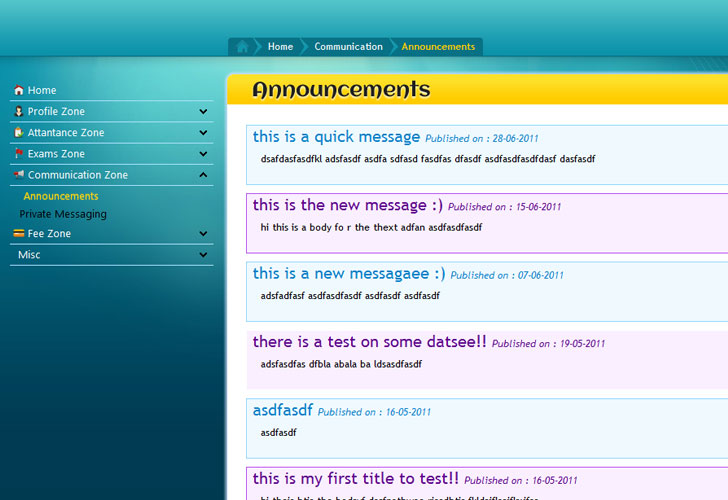 Home Communication Announcements
Home
Profile Zone
Attantance Zone
Exams Zone
Communication Zone
Announcements
Private Messaging
Fee Zone
Misc
Announcements
this is a quick message Published on : 28-06-2011
dsafdasfasdfkl adsfasdf asdfa sdfasd fasdfas dfasdf asdfasdfasdfdasf dasfasdf
this is the new message :) Published on : 15-06-2011
hi this is a body fo r the thext adfan asdfasdfasdf
this is a new messagaee :) Published on : 07-06-2011
adsfadfasf asdfasdfasdf asdfasdf asdfasdf
there is a test on some datsee!! Published on : 19-05-2011
adsfasdfas dfbla abala ba ldsasdfasdf
asdfasdf Published on : 16-05-2011
asdfasdf
this is my first title to test!! Published on : 16-05-2011